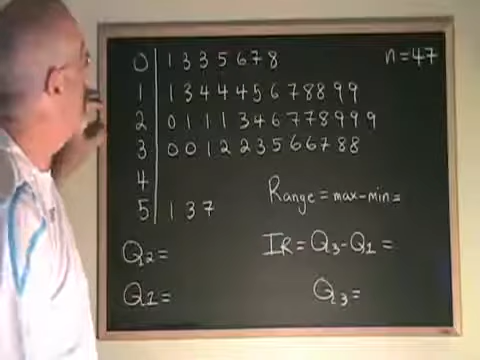 0 | 1 3 3 5 6 7 8 n=47
1 | 1 3 4 4 4 5 6 7 8 8 9 9
2 | 0 1 1 1 3 4 6 7 7 8 9 9 9
3 | 0 0 1 2 2 3 5 6 6 7 8 8
4 |
5 | 1 3 7
Range = max-min =
Q2 = IR = Q3-Q1 =
Q1 = Q3 =